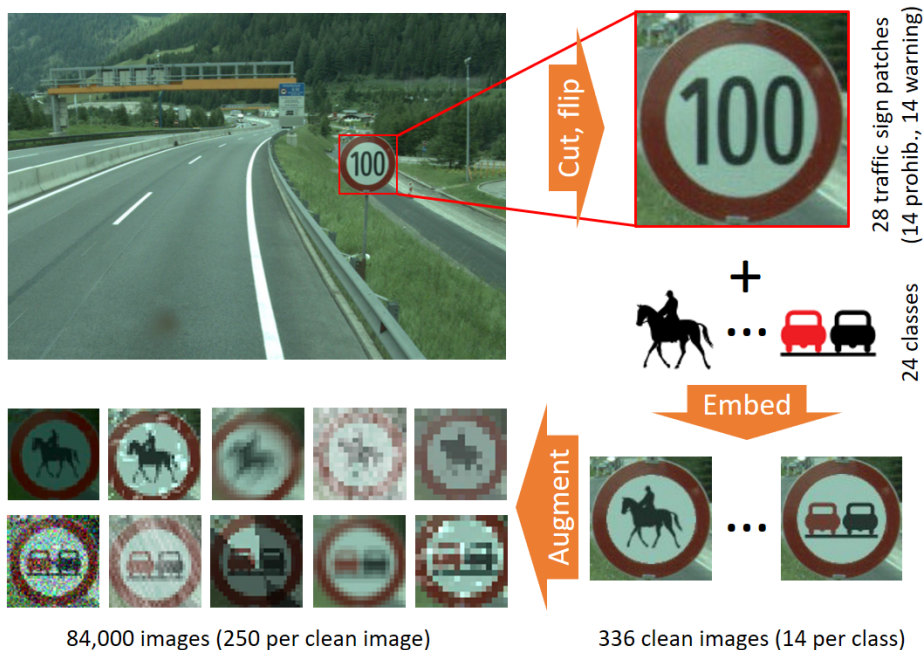 100
Cut, flip
100
28 traffic sign patches
(14 prohib., 14 warning)
+
...
24 classes
Embed
Augment
...
84,000 images (250 per clean image)
336 clean images (14 per class)